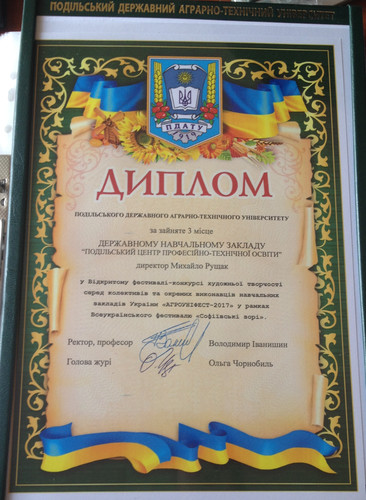 ПОДІЛЬСЬКИЙ ДЕРЖАВНИЙ АГРАРНО-ТЕХНІЧНИЙ УНІВЕРСИТЕТ
ПДАТУ
1919
ДИПЛОМ
ПОДІЛЬСЬКОГО ДЕРЖАВНОГО АГРАРНО-ТЕХНІЧНОГО УНІВЕРСИТЕТУ
за зайняте 3 місце
ДЕРЖАВНОМУ НАВЧАЛЬНОМУ ЗАКЛАДУ
"ПОДІЛЬСЬКИЙ ЦЕНТР ПРОФЕСІЙНО-ТЕХНІЧНОЇ ОСВІТИ"
директор Михайло Рущак
у Відкритому фестивалі-конкурсі художньої творчості
серед колективів та окремих виконавців навчальних
закладів України «АГРОУНІФЕСТ-2017» у рамках
Всеукраїнського фестивалю «Софіївські зорі».
Ректор, професор Володимир Іванишин
Голова журі Ольга Чорнобиль